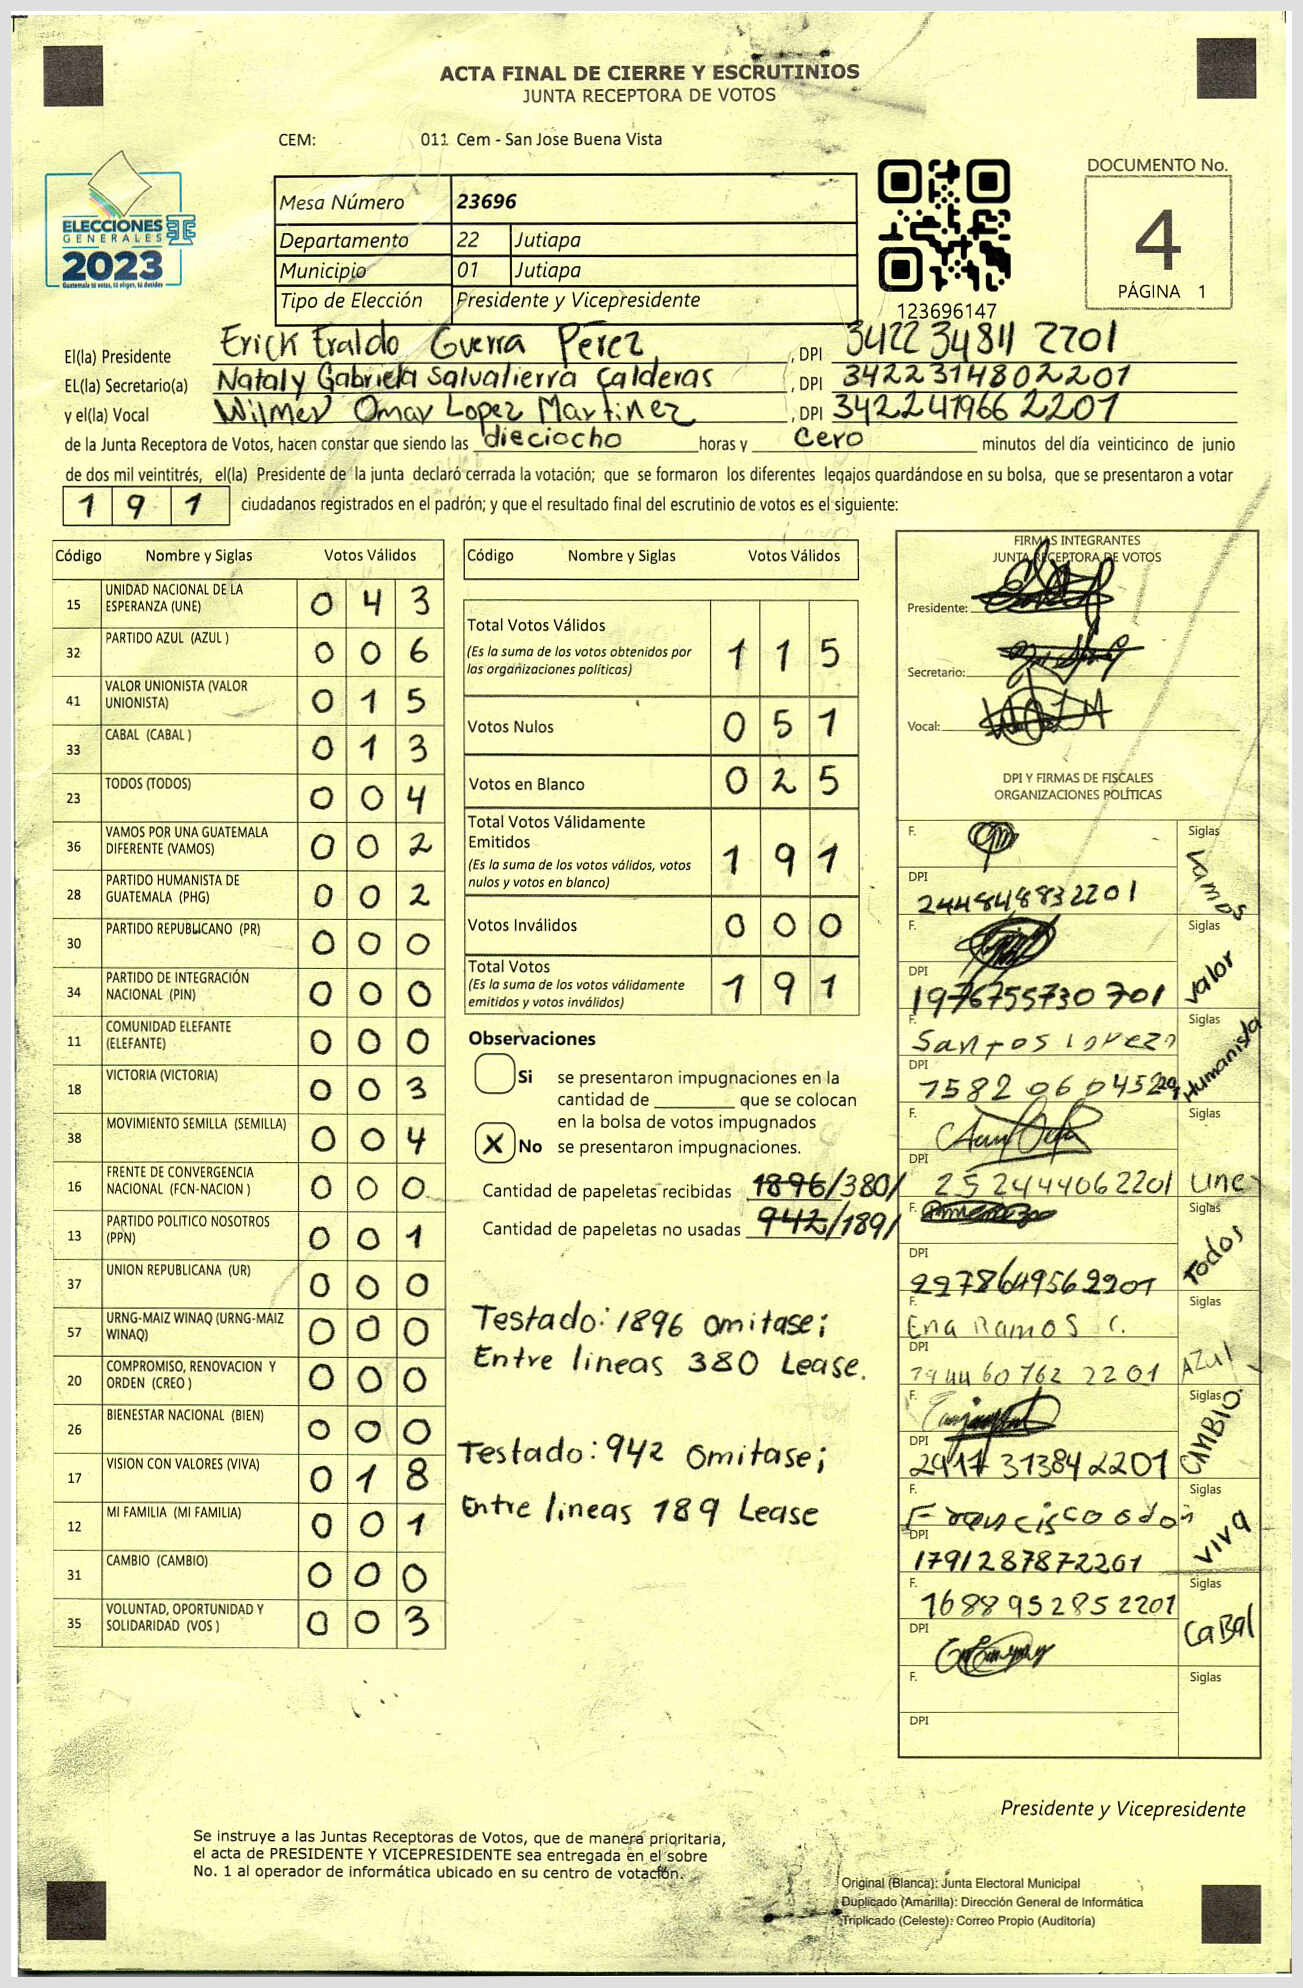 ACTA FINAL DE CIERRE Y ESCRUTINIOS
JUNTA RECEPTORA DE VOTOS
CEM: 011 Cem - San Jose Buena Vista
DOCUMENTO No.
4
PÁGINA 1
ELECCIONES
GENERALES
2023
Guatemala tú votas, tú eliges, tú decides
Mesa Número 23696
Departamento 22 Jutiapa
Municipio 01 Jutiapa
Tipo de Elección Presidente y Vicepresidente
123696147
El(la) Presidente Erick Eraldo Guerra Pérez, DPI 3422 34811 2201
EL(la) Secretario(a) Nataly Gabriela Salvatierra Calderas, DPI 3422314802201
y el(la) Vocal Wilmer Omar Lopez Martinez, DPI 342241966 2201
de la Junta Receptora de Votos, hacen constar que siendo las dieciocho horas y cero minutos del día veinticinco de junio
de dos mil veintitrés, el(la) Presidente de la junta declaró cerrada la votación; que se formaron los diferentes legajos guardándose en su bolsa, que se presentaron a votar
191 ciudadanos registrados en el padrón; y que el resultado final del escrutinio de votos es el siguiente:
Código Nombre y Siglas Votos Válidos
15 UNIDAD NACIONAL DE LA ESPERANZA (UNE) 0 4 3
32 PARTIDO AZUL (AZUL ) 0 0 6
41 VALOR UNIONISTA (VALOR UNIONISTA) 0 1 5
33 CABAL (CABAL ) 0 1 3
23 TODOS (TODOS) 0 0 4
36 VAMOS POR UNA GUATEMALA DIFERENTE (VAMOS) 0 0 2
28 PARTIDO HUMANISTA DE GUATEMALA (PHG) 0 0 2
30 PARTIDO REPUBLICANO (PR) 0 0 0
34 PARTIDO DE INTEGRACIÓN NACIONAL (PIN) 0 0 0
11 COMUNIDAD ELEFANTE (ELEFANTE) 0 0 0
18 VICTORIA (VICTORIA) 0 0 3
38 MOVIMIENTO SEMILLA (SEMILLA) 0 0 4
16 FRENTE DE CONVERGENCIA NACIONAL (FCN-NACION ) 0 0 0
13 PARTIDO POLITICO NOSOTROS (PPN) 0 0 1
37 UNION REPUBLICANA (UR) 0 0 0
57 URNG-MAIZ WINAQ (URNG-MAIZ WINAQ) 0 0 0
20 COMPROMISO, RENOVACION Y ORDEN (CREO ) 0 0 0
26 BIENESTAR NACIONAL (BIEN) 0 0 0
17 VISION CON VALORES (VIVA) 0 1 8
12 MI FAMILIA (MI FAMILIA) 0 0 1
31 CAMBIO (CAMBIO) 0 0 0
35 VOLUNTAD, OPORTUNIDAD Y SOLIDARIDAD (VOS ) 0 0 3
Código Nombre y Siglas Votos Válidos
Total Votos Válidos 1 1 5
(Es la suma de los votos obtenidos por
las organizaciones políticas)
Votos Nulos 0 5 1
Votos en Blanco 0 2 5
Total Votos Válidamente
Emitidos 1 9 1
(Es la suma de los votos válidos, votos
nulos y votos en blanco)
Votos Inválidos 0 0 0
Total Votos 1 9 1
(Es la suma de los votos válidamente
emitidos y votos inválidos)
Observaciones
Si se presentaron impugnaciones en la
cantidad de ________ que se colocan
en la bolsa de votos impugnados
X No se presentaron impugnaciones.
Cantidad de papeletas recibidas 1896/380/
Cantidad de papeletas no usadas 942/189/
Testado: 1896 omitase;
Entre lineas 380 Lease.
Testado: 942 omitase;
Entre lineas 189 Lease
FIRMAS INTEGRANTES
JUNTA RECEPTORA DE VOTOS
Presidente:
Secretario:
Vocal:
DPI Y FIRMAS DE FISCALES
ORGANIZACIONES POLÍTICAS
F. Siglas
DPI 244848832201 Vamos
F. Siglas
DPI 1976755730701 Valor
F. Santos Siglas
DPI Humanista
F. Siglas
DPI 252444062201 Une
F. Siglas
DPI 2278649562201 Todos
F. Ena Ramos C. Siglas
DPI AZul
F. Siglas
DPI 2917313842201 CAMBIO
F. Francisco Siglas
DPI 1791287872201 VIVA
F. 1688952852201 Siglas
DPI CaBal
F. Siglas
DPI
Presidente y Vicepresidente
Se instruye a las Juntas Receptoras de Votos, que de manera prioritaria,
el acta de PRESIDENTE Y VICEPRESIDENTE sea entregada en el sobre
No. 1 al operador de informática ubicado en su centro de votación.
Original (Blanca): Junta Electoral Municipal
Duplicado (Amarilla): Dirección General de Informática
Triplicado (Celeste): Correo Propio (Auditoría)